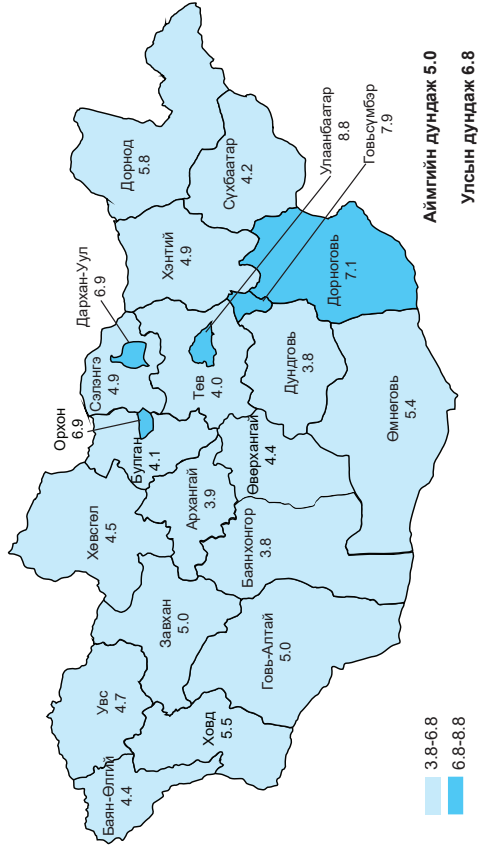 Баян-Өлгий
4.4
Увс
4.7
Ховд
5.5
Завхан
5.0
Говь-Алтай
5.0
Хөвсгөл
4.5
Баянхонгор
3.8
Архангай
3.9
Өвөрхангай
4.4
Булган
4.1
Орхон
6.9
Сэлэнгэ
4.9
Дархан-Уул
6.9
Төв
4.0
Дундговь
3.8
Өмнөговь
5.4
Хэнтий
4.9
Дорноговь
7.1
Дорнод
5.8
Сүхбаатар
4.2
Улаанбаатар
8.8
Говьсүмбэр
7.9
3.8-6.8
6.8-8.8
Аймгийн дундаж 5.0
Улсын дундаж 6.8